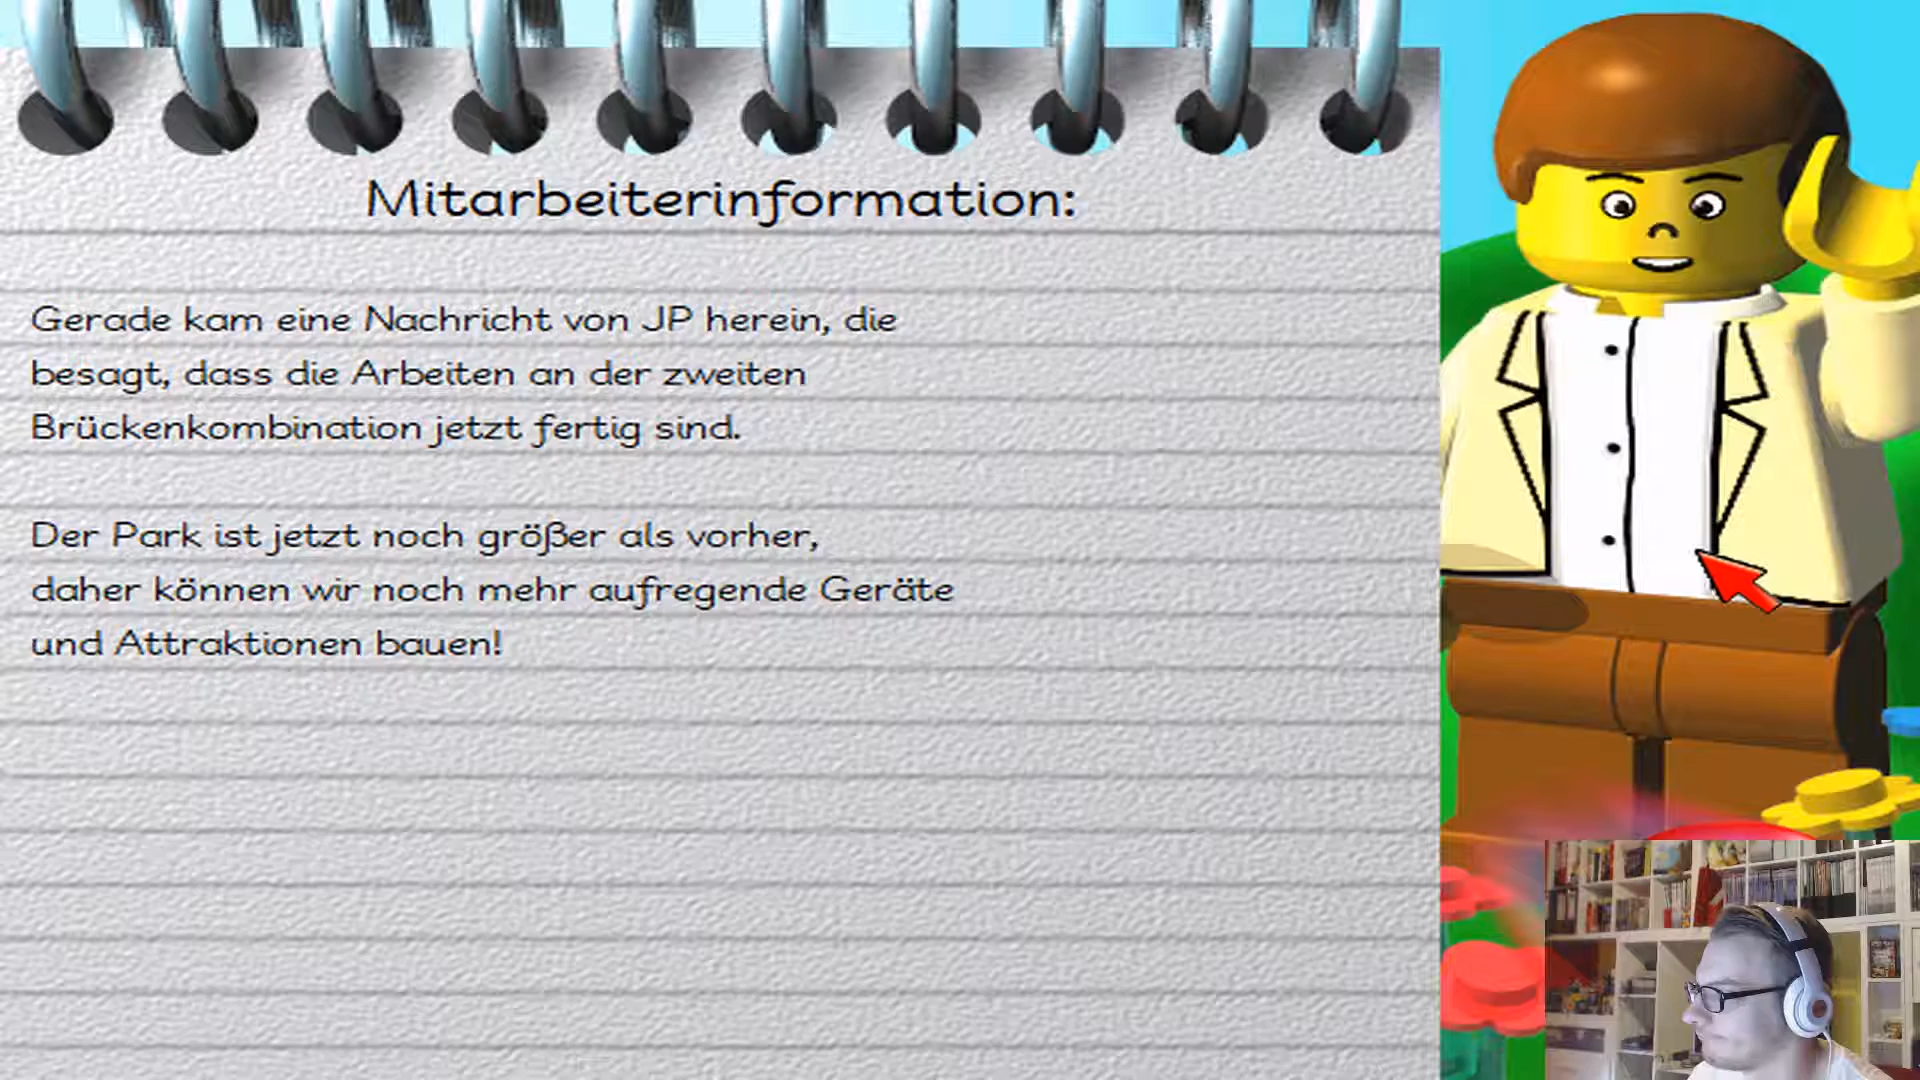 Mitarbeiterinformation:
Gerade kam eine Nachricht von JP herein, die
besagt, dass die Arbeiten an der zweiten
Brückenkombination jetzt fertig sind.
Der Park ist jetzt noch größer als vorher,
daher können wir noch mehr aufregende Geräte
und Attraktionen bauen!